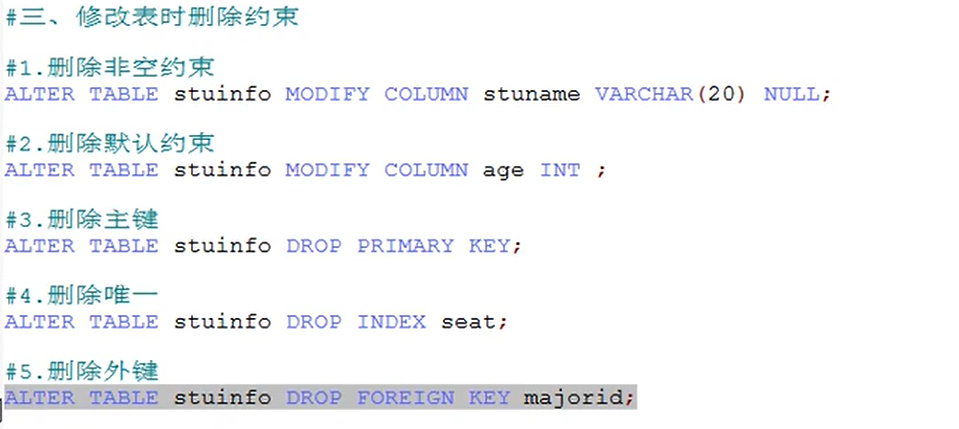 #三、修改表时删除约束
#1.删除非空约束
ALTER TABLE stuinfo MODIFY COLUMN stuname VARCHAR(20) NULL;
#2.删除默认约束
ALTER TABLE stuinfo MODIFY COLUMN age INT ;
#3.删除主键
ALTER TABLE stuinfo DROP PRIMARY KEY;
#4.删除唯一
ALTER TABLE stuinfo DROP INDEX seat;
#5.删除外键
ALTER TABLE stuinfo DROP FOREIGN KEY majorid;